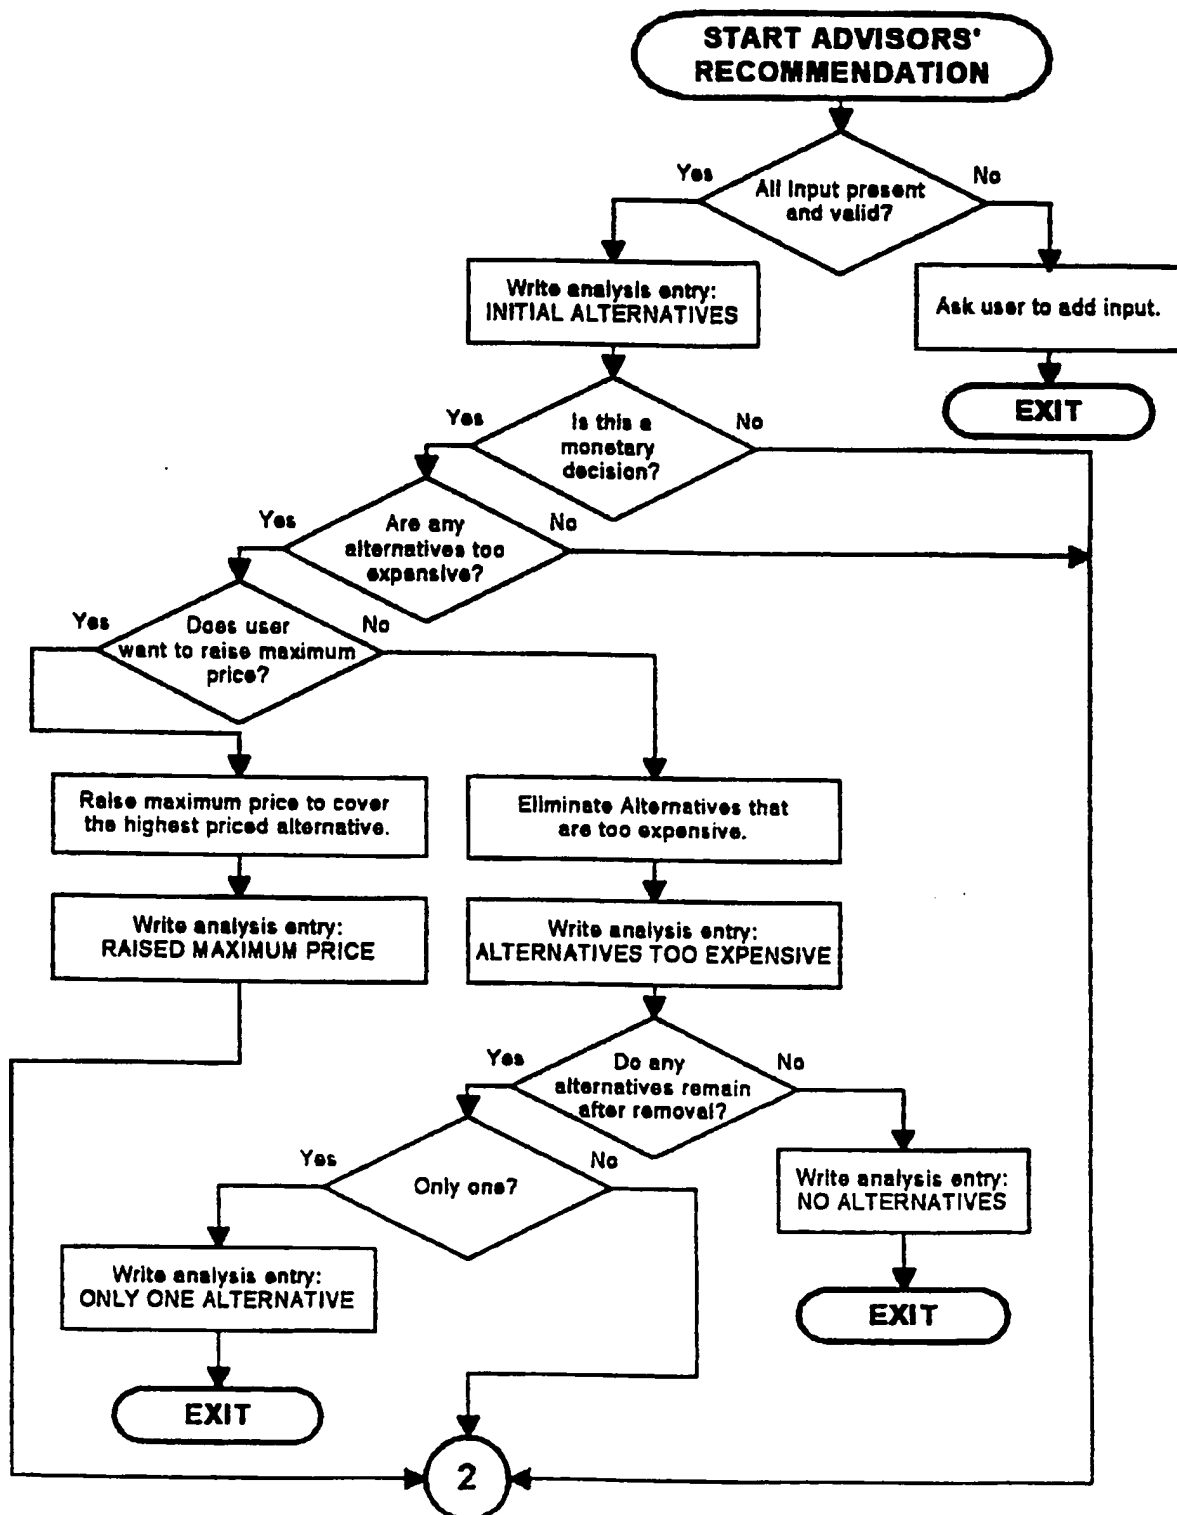 START ADVISORS'
RECOMMENDATION
Yes
No
All input present
and valid?
Write analysis entry:
INITIAL ALTERNATIVES
Ask user to add input.
EXIT
Yes
No
Is this a
monetary
decision?
Yes
No
Are any
alternatives too
expensive?
Yes
No
Does user
want to raise maximum
price?
Raise maximum price to cover
the highest priced alternative.
Eliminate Alternatives that
are too expensive.
Write analysis entry:
RAISED MAXIMUM PRICE
Write analysis entry:
ALTERNATIVES TOO EXPENSIVE
Yes
No
Do any
alternatives remain
after removal?
Yes
No
Only one?
Write analysis entry:
NO ALTERNATIVES
Write analysis entry:
ONLY ONE ALTERNATIVE
EXIT
EXIT
2